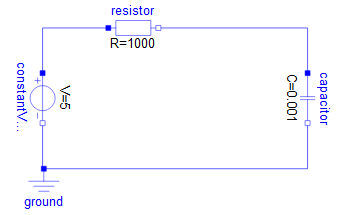 resistor
R=1000
constantV...
+
V=5
−
C=0.001
capacitor
ground